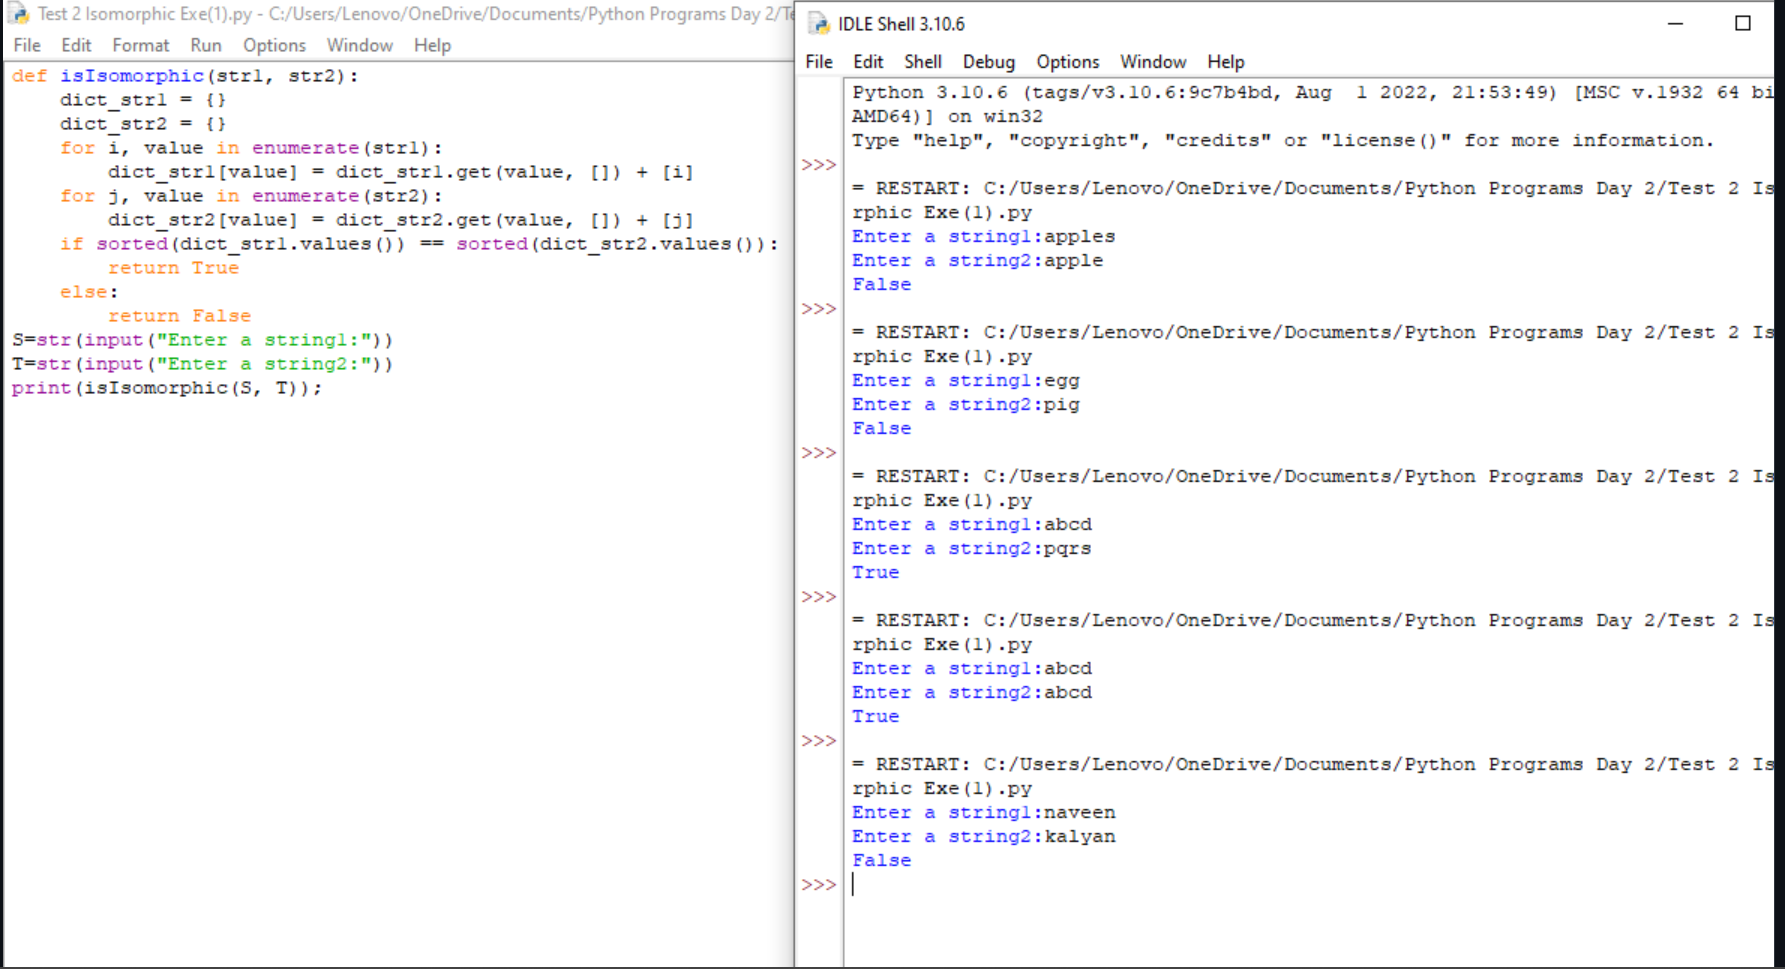 Test 2 Isomorphic Exe(1).py - C:/Users/Lenovo/OneDrive/Documents/Python Programs Day 2/Te
File Edit Format Run Options Window Help
def isIsomorphic(str1, str2):
    dict_str1 = {}
    dict_str2 = {}
    for i, value in enumerate(str1):
        dict_str1[value] = dict_str1.get(value, []) + [i]
    for j, value in enumerate(str2):
        dict_str2[value] = dict_str2.get(value, []) + [j]
    if sorted(dict_str1.values()) == sorted(dict_str2.values()):
        return True
    else:
        return False
S=str(input("Enter a string1:"))
T=str(input("Enter a string2:"))
print(isIsomorphic(S, T));
IDLE Shell 3.10.6
File Edit Shell Debug Options Window Help
Python 3.10.6 (tags/v3.10.6:9c7b4bd, Aug  1 2022, 21:53:49) [MSC v.1932 64 bi
AMD64)] on win32
Type "help", "copyright", "credits" or "license()" for more information.
>>>
= RESTART: C:/Users/Lenovo/OneDrive/Documents/Python Programs Day 2/Test 2 Is
rphic Exe(1).py
Enter a string1:apples
Enter a string2:apple
False
>>>
= RESTART: C:/Users/Lenovo/OneDrive/Documents/Python Programs Day 2/Test 2 Is
rphic Exe(1).py
Enter a string1:egg
Enter a string2:pig
False
>>>
= RESTART: C:/Users/Lenovo/OneDrive/Documents/Python Programs Day 2/Test 2 Is
rphic Exe(1).py
Enter a string1:abcd
Enter a string2:pqrs
True
>>>
= RESTART: C:/Users/Lenovo/OneDrive/Documents/Python Programs Day 2/Test 2 Is
rphic Exe(1).py
Enter a string1:abcd
Enter a string2:abcd
True
>>>
= RESTART: C:/Users/Lenovo/OneDrive/Documents/Python Programs Day 2/Test 2 Is
rphic Exe(1).py
Enter a string1:naveen
Enter a string2:kalyan
False
>>>